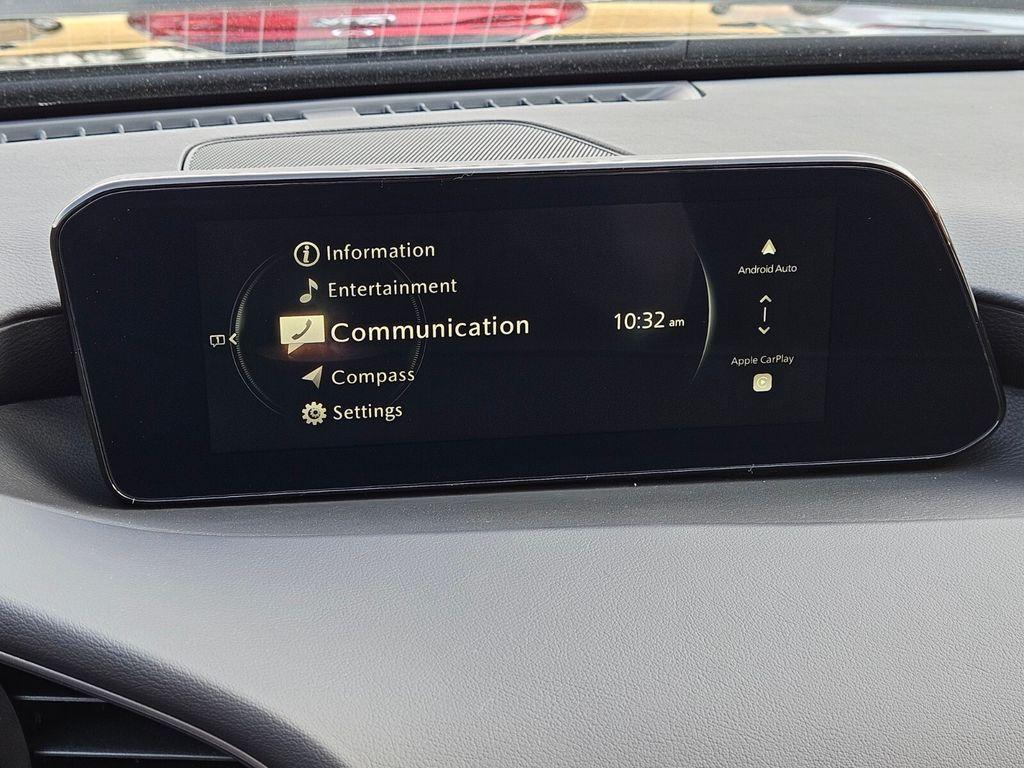 Information
Entertainment
Communication
10:32 am
Compass
Settings
Android Auto
Apple CarPlay